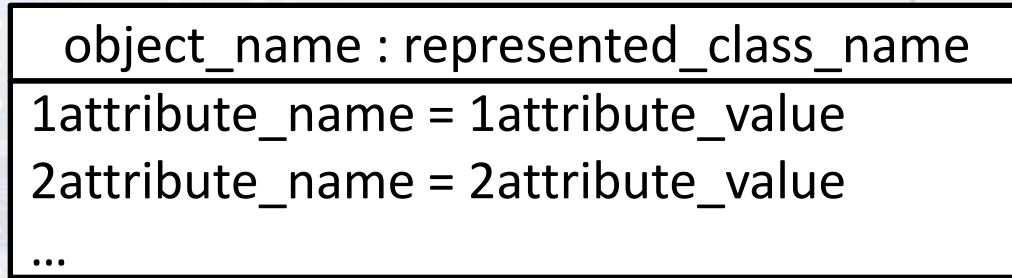 object_name : represented_class_name
1attribute_name = 1attribute_value
2attribute_name = 2attribute_value
...